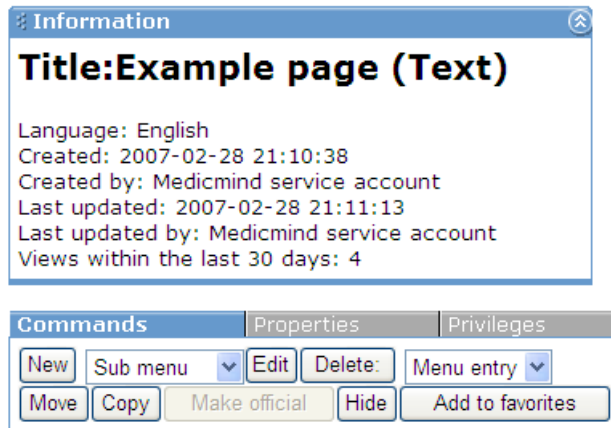 Information
Title:Example page (Text)
Language: English
Created: 2007-02-28 21:10:38
Created by: Medicmind service account
Last updated: 2007-02-28 21:11:13
Last updated by: Medicmind service account
Views within the last 30 days: 4
Commands Properties Privileges
New Sub menu Edit Delete: Menu entry
Move Copy Make official Hide Add to favorites